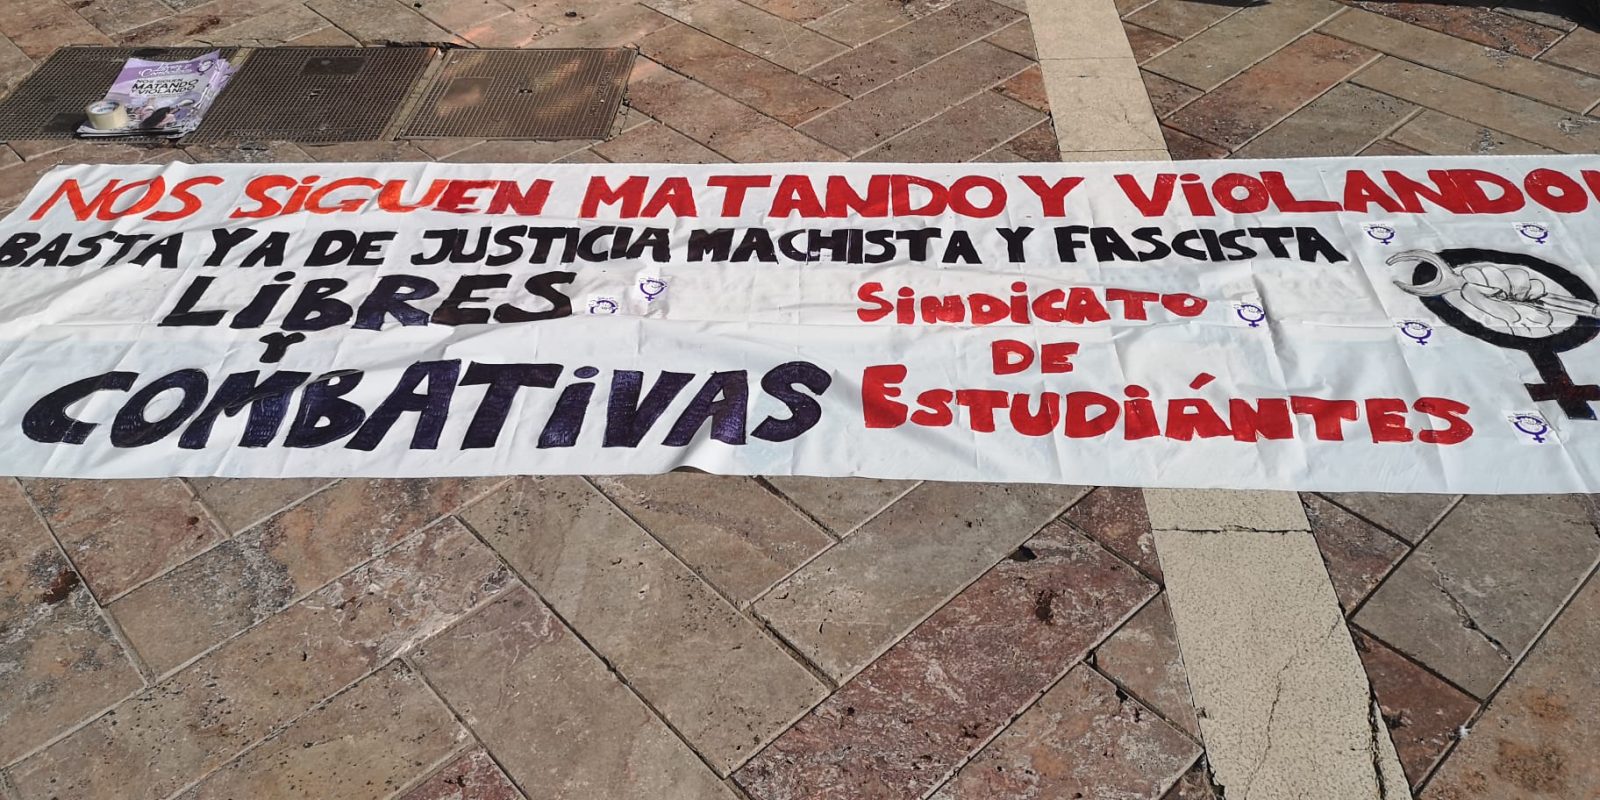 NOS SiGUEN MATANDO Y ViOLANDO!
BASTA YA DE JUSTICIA MACHISTA Y FASCISTA
LiBRES
Y
COMBATiVAS
SiNDiCATO
DE
ESTUDiÁNTES
NOS SIGUEN
MATANDO
Y VIOLANDO